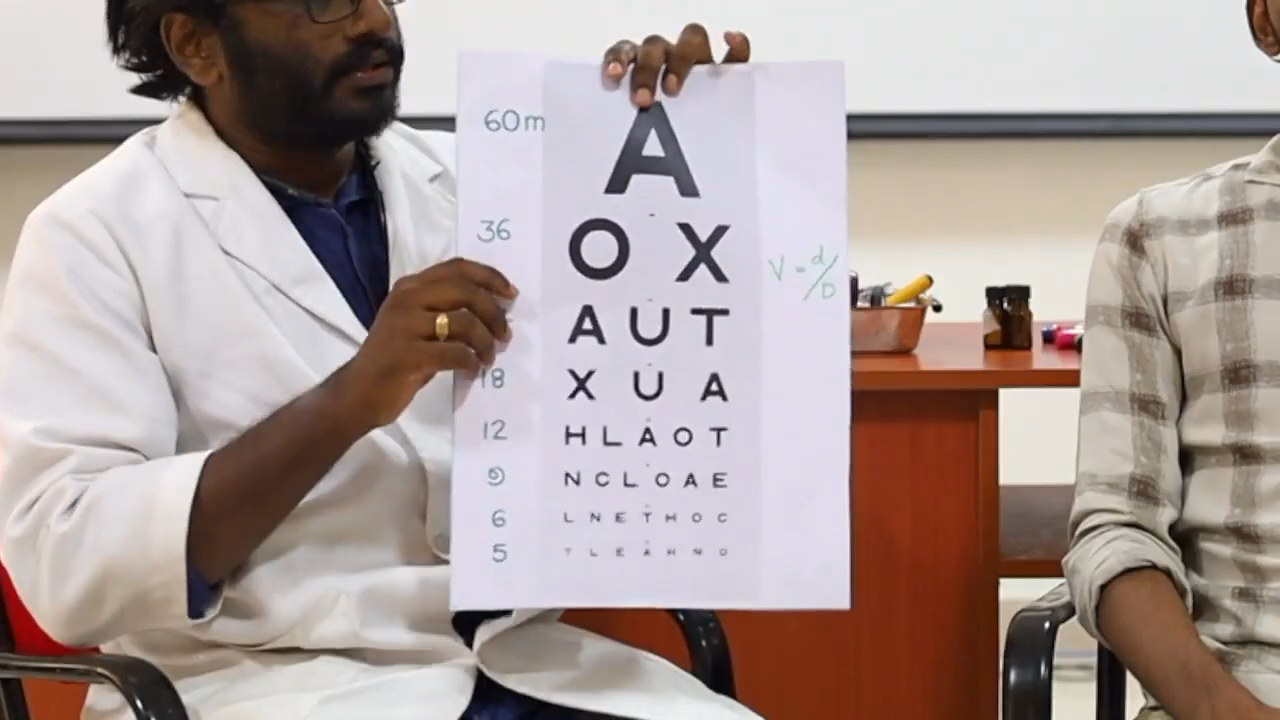 60m A
36 O X
V = d/D
A U T
18 X U A
12 H L A O T
9 N C L O A E
6 L N E T H O C
5 T L E A H N O